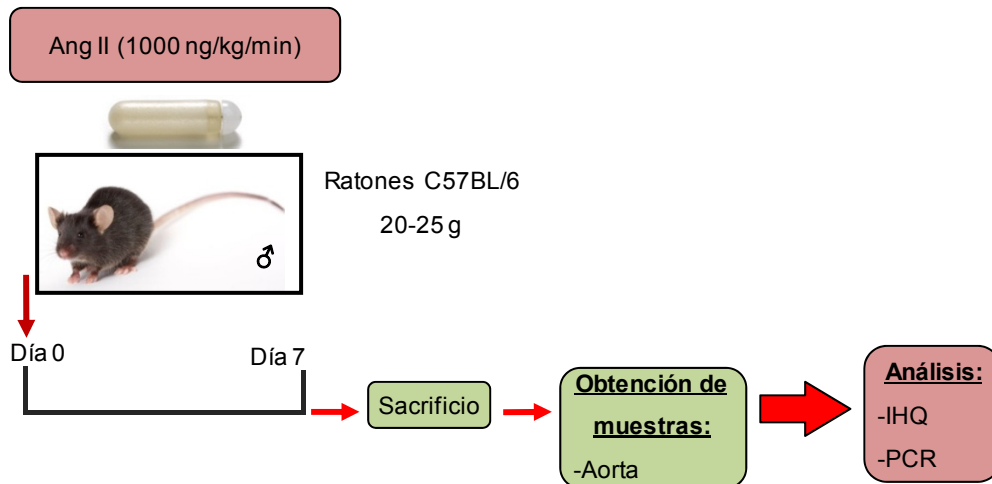 Ang II (1000 ng/kg/min)
Ratones C57BL/6
20-25 g
Día 0
Día 7
Sacrificio
Obtención de
muestras:
-Aorta
Análisis:
-IHQ
-PCR